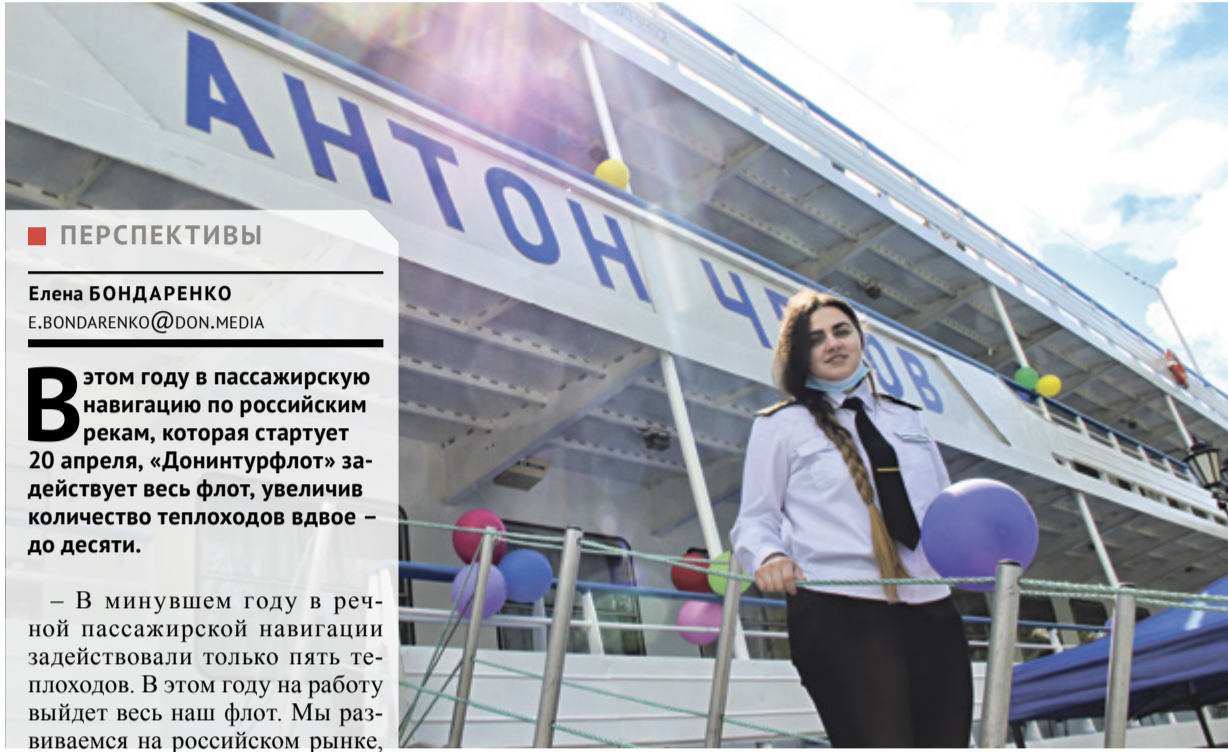 АНТОН ЧЕХОВ
ПЕРСПЕКТИВЫ
Елена БОНДАРЕНКО
E.BONDARENKO@DON.MEDIA
В этом году в пассажирскую
навигацию по российским
рекам, которая стартует
20 апреля, «Донинтурфлот» за-
действует весь флот, увеличив
количество теплоходов вдвое –
до десяти.
– В минувшем году в реч-
ной пассажирской навигации
задействовали только пять те-
плоходов. В этом году на работу
выйдет весь наш флот. Мы раз-
виваемся на российском рынке,